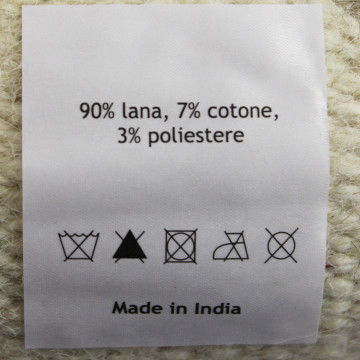 90% lana, 7% cotone,
3% poliestere
Made in India